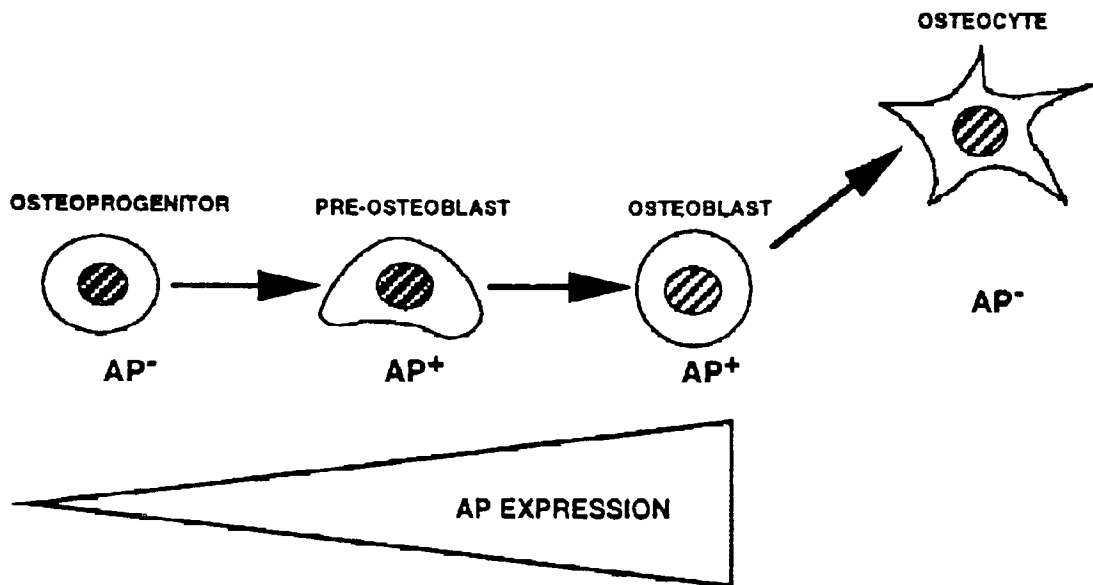 OSTEOCYTE
OSTEOPROGENITOR
PRE-OSTEOBLAST
OSTEOBLAST
AP⁻
AP⁻
AP⁺
AP⁺
AP EXPRESSION